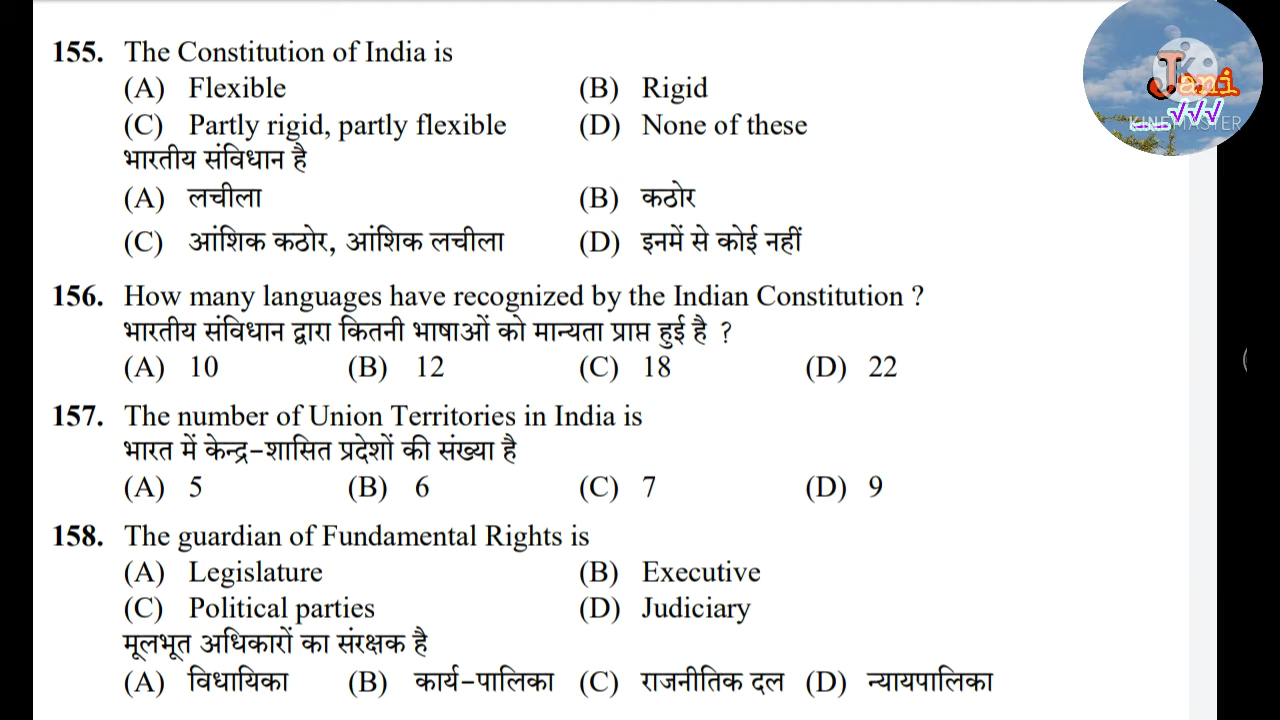 155. The Constitution of India is
(A) Flexible (B) Rigid
(C) Partly rigid, partly flexible (D) None of these
भारतीय संविधान है
(A) लचीला (B) कठोर
(C) आंशिक कठोर, आंशिक लचीला (D) इनमें से कोई नहीं
156. How many languages have recognized by the Indian Constitution ?
भारतीय संविधान द्वारा कितनी भाषाओं को मान्यता प्राप्त हुई है ?
(A) 10 (B) 12 (C) 18 (D) 22
157. The number of Union Territories in India is
भारत में केन्द्र-शासित प्रदेशों की संख्या है
(A) 5 (B) 6 (C) 7 (D) 9
158. The guardian of Fundamental Rights is
(A) Legislature (B) Executive
(C) Political parties (D) Judiciary
मूलभूत अधिकारों का संरक्षक है
(A) विधायिका (B) कार्य-पालिका (C) राजनीतिक दल (D) न्यायपालिका
Jani
KINEMASTER